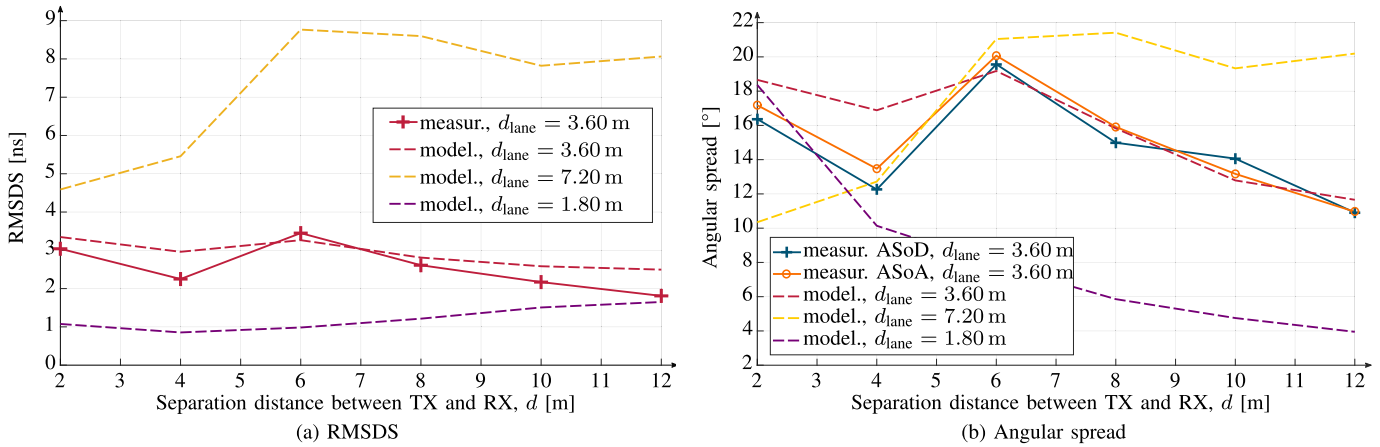 9
8
7
6
5
4
3
2
1
0
RMSDS [ns]
measur., d_lane = 3.60 m
model., d_lane = 3.60 m
model., d_lane = 7.20 m
model., d_lane = 1.80 m
2 3 4 5 6 7 8 9 10 11 12
Separation distance between TX and RX, d [m]
(a) RMSDS
22
20
18
16
14
12
10
8
6
4
2
Angular spread [°]
measur. ASoD, d_lane = 3.60 m
measur. ASoA, d_lane = 3.60 m
model., d_lane = 3.60 m
model., d_lane = 7.20 m
model., d_lane = 1.80 m
2 3 4 5 6 7 8 9 10 11 12
Separation distance between TX and RX, d [m]
(b) Angular spread